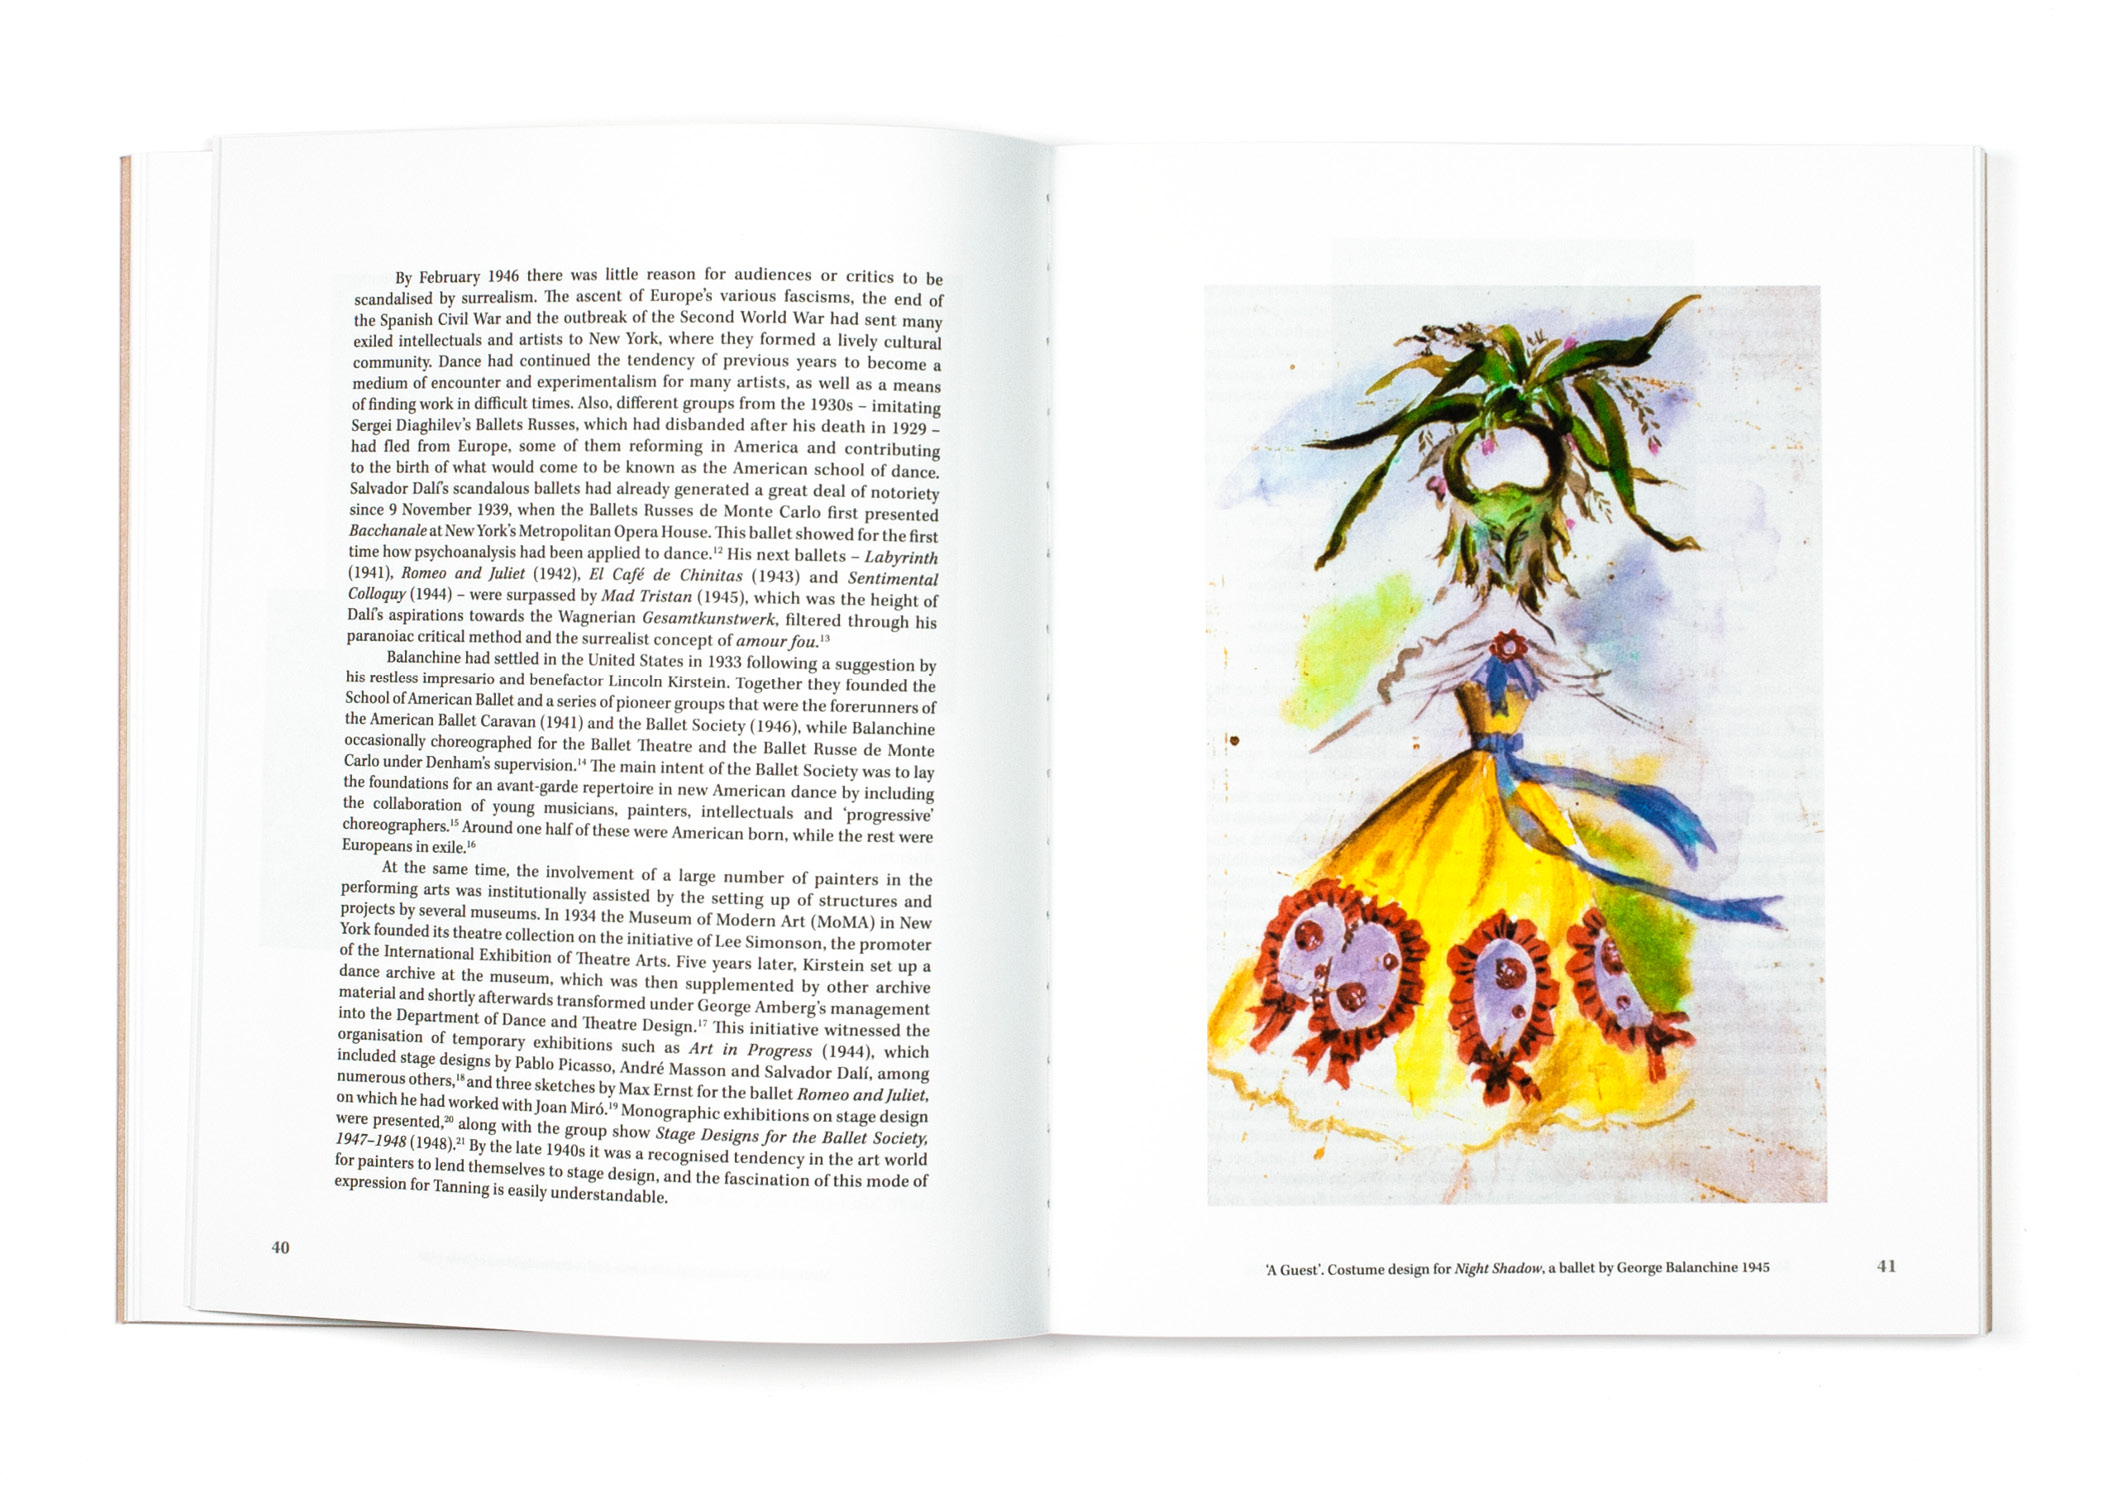 By February 1946 there was little reason for audiences or critics to be
scandalised by surrealism. The ascent of Europe's various fascisms, the end of
the Spanish Civil War and the outbreak of the Second World War had sent many
exiled intellectuals and artists to New York, where they formed a lively cultural
community. Dance had continued the tendency of previous years to become a
medium of encounter and experimentalism for many artists, as well as a means
of finding work in difficult times. Also, different groups from the 1930s – imitating
Sergei Diaghilev's Ballets Russes, which had disbanded after his death in 1929 –
had fled from Europe, some of them reforming in America and contributing
to the birth of what would come to be known as the American school of dance.
Salvador Dalí's scandalous ballets had already generated a great deal of notoriety
since 9 November 1939, when the Ballets Russes de Monte Carlo first presented
Bacchanale at New York's Metropolitan Opera House. This ballet showed for the first
time how psychoanalysis had been applied to dance.¹² His next ballets – Labyrinth
(1941), Romeo and Juliet (1942), El Café de Chinitas (1943) and Sentimental
Colloquy (1944) – were surpassed by Mad Tristan (1945), which was the height of
Dalí's aspirations towards the Wagnerian Gesamtkunstwerk, filtered through his
paranoiac critical method and the surrealist concept of amour fou.¹³
Balanchine had settled in the United States in 1933 following a suggestion by
his restless impresario and benefactor Lincoln Kirstein. Together they founded the
School of American Ballet and a series of pioneer groups that were the forerunners of
the American Ballet Caravan (1941) and the Ballet Society (1946), while Balanchine
occasionally choreographed for the Ballet Theatre and the Ballet Russe de Monte
Carlo under Denham's supervision.¹⁴ The main intent of the Ballet Society was to lay
the foundations for an avant-garde repertoire in new American dance by including
the collaboration of young musicians, painters, intellectuals and 'progressive'
choreographers.¹⁵ Around one half of these were American born, while the rest were
Europeans in exile.¹⁶
At the same time, the involvement of a large number of painters in the
performing arts was institutionally assisted by the setting up of structures and
projects by several museums. In 1934 the Museum of Modern Art (MoMA) in New
York founded its theatre collection on the initiative of Lee Simonson, the promoter
of the International Exhibition of Theatre Arts. Five years later, Kirstein set up a
dance archive at the museum, which was then supplemented by other archive
material and shortly afterwards transformed under George Amberg's management
into the Department of Dance and Theatre Design.¹⁷ This initiative witnessed the
organisation of temporary exhibitions such as Art in Progress (1944), which
included stage designs by Pablo Picasso, André Masson and Salvador Dalí, among
numerous others,¹⁸ and three sketches by Max Ernst for the ballet Romeo and Juliet,
on which he had worked with Joan Miró.¹⁹ Monographic exhibitions on stage design
were presented,²⁰ along with the group show Stage Designs for the Ballet Society,
1947–1948 (1948).²¹ By the late 1940s it was a recognised tendency in the art world
for painters to lend themselves to stage design, and the fascination of this mode of
expression for Tanning is easily understandable.
40
'A Guest'. Costume design for Night Shadow, a ballet by George Balanchine 1945
41